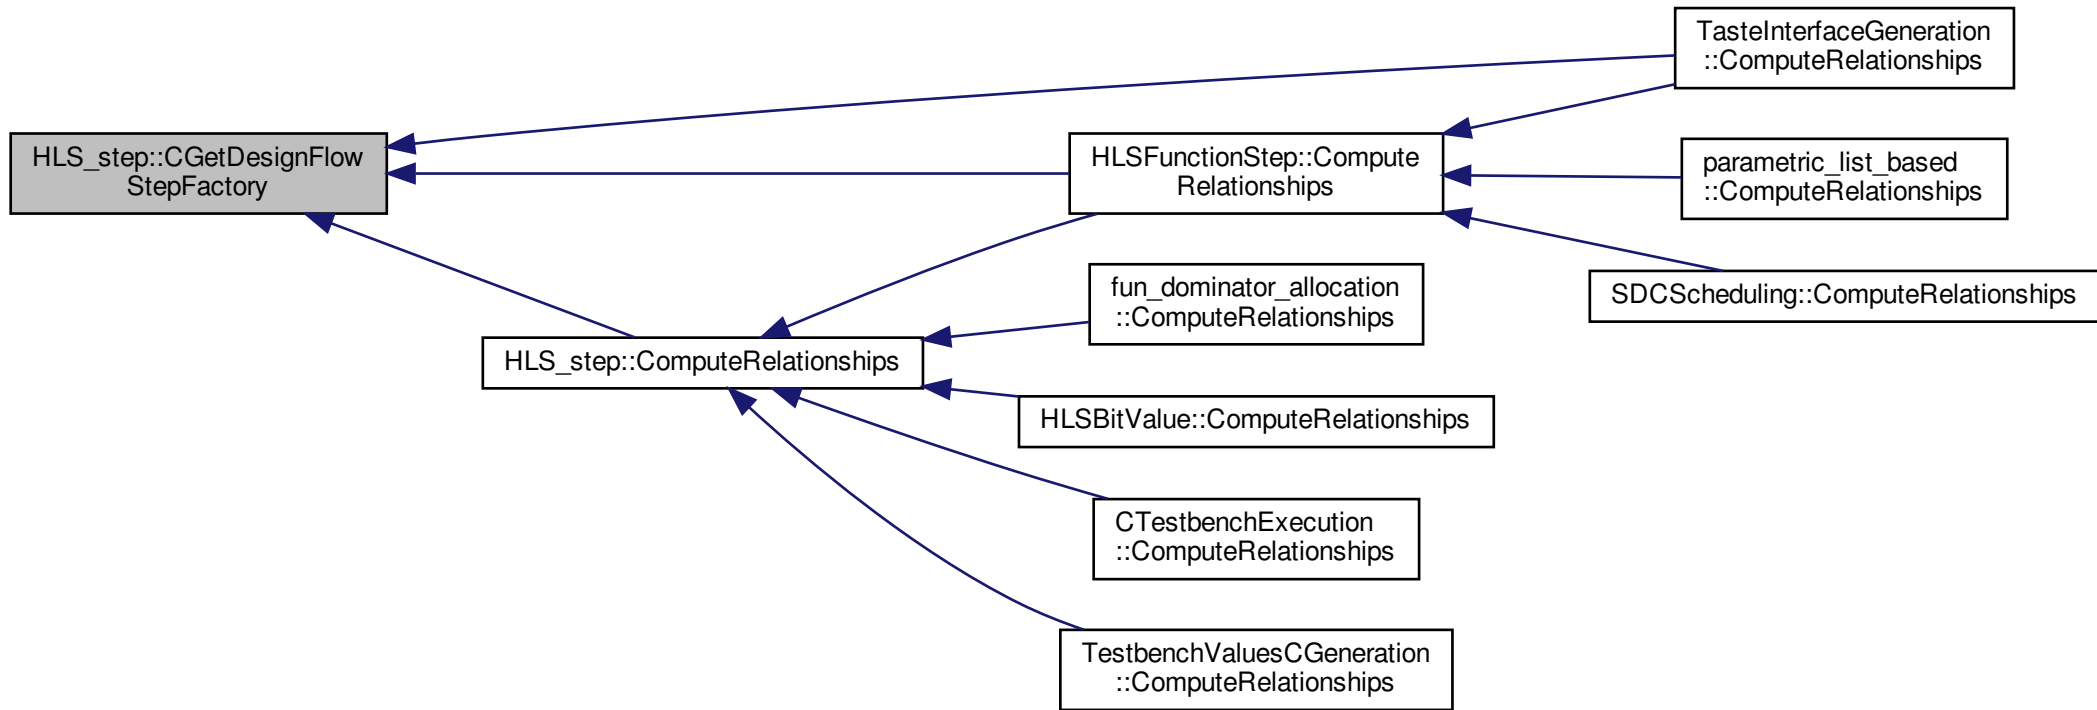 HLS_step::CGetDesignFlow
StepFactory
TasteInterfaceGeneration
::ComputeRelationships
HLSFunctionStep::Compute
Relationships
parametric_list_based
::ComputeRelationships
SDCScheduling::ComputeRelationships
HLS_step::ComputeRelationships
fun_dominator_allocation
::ComputeRelationships
HLSBitValue::ComputeRelationships
CTestbenchExecution
::ComputeRelationships
TestbenchValuesCGeneration
::ComputeRelationships